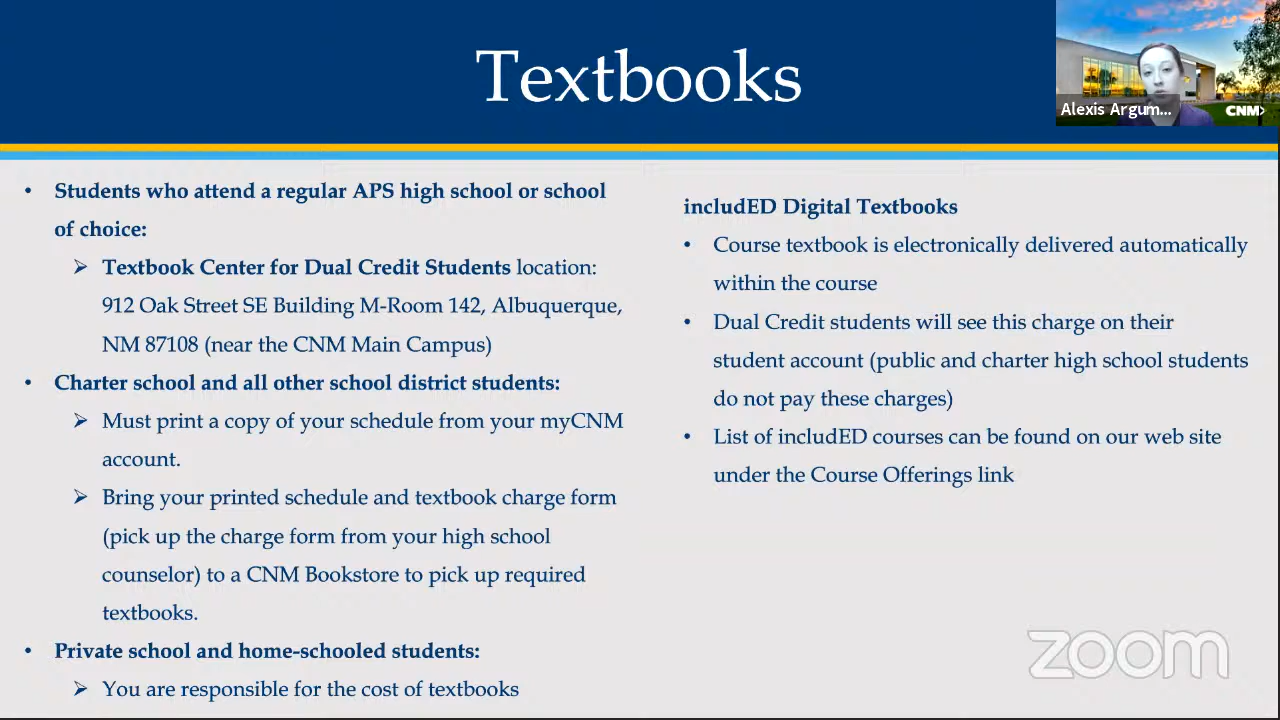 Textbooks
Alexis Argum...
CNM
• Students who attend a regular APS high school or school
of choice:
➢ Textbook Center for Dual Credit Students location:
912 Oak Street SE Building M-Room 142, Albuquerque,
NM 87108 (near the CNM Main Campus)
• Charter school and all other school district students:
➢ Must print a copy of your schedule from your myCNM
account.
➢ Bring your printed schedule and textbook charge form
(pick up the charge form from your high school
counselor) to a CNM Bookstore to pick up required
textbooks.
• Private school and home-schooled students:
➢ You are responsible for the cost of textbooks
includED Digital Textbooks
• Course textbook is electronically delivered automatically
within the course
• Dual Credit students will see this charge on their
student account (public and charter high school students
do not pay these charges)
• List of includED courses can be found on our web site
under the Course Offerings link
zoom